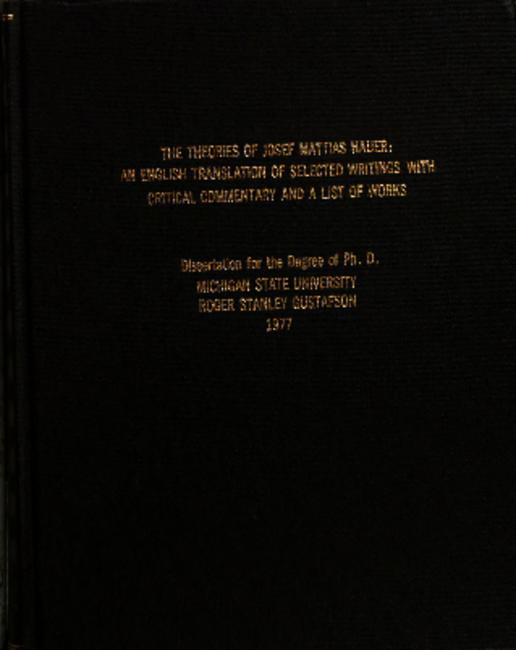 THE THEORIES OF JOSEF MATTIAS HAUER:
AN ENGLISH TRANSLATION OF SELECTED WRITINGS WITH
CRITICAL COMMENTARY AND A LIST OF WORKS
Dissertation for the Degree of Ph. D.
MICHIGAN STATE UNIVERSITY
ROGER STANLEY GUSTAFSON
1977